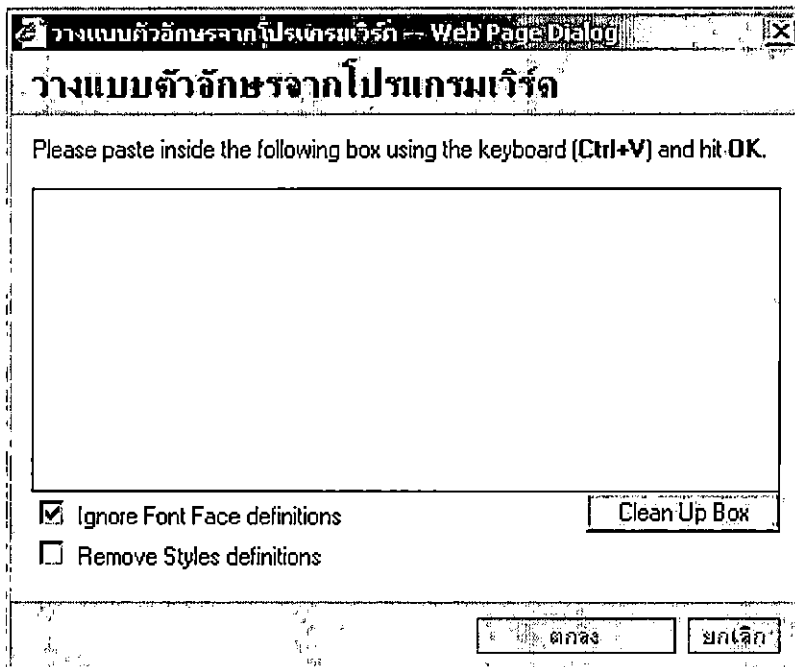 วางแบบตัวอักษรจากโปรแกรมเวิร์ด -- Web Page Dialog
วางแบบตัวอักษรจากโปรแกรมเวิร์ด
Please paste inside the following box using the keyboard (Ctrl+V) and hit OK.
Ignore Font Face definitions
Clean Up Box
Remove Styles definitions
ตกลง ยกเลิก